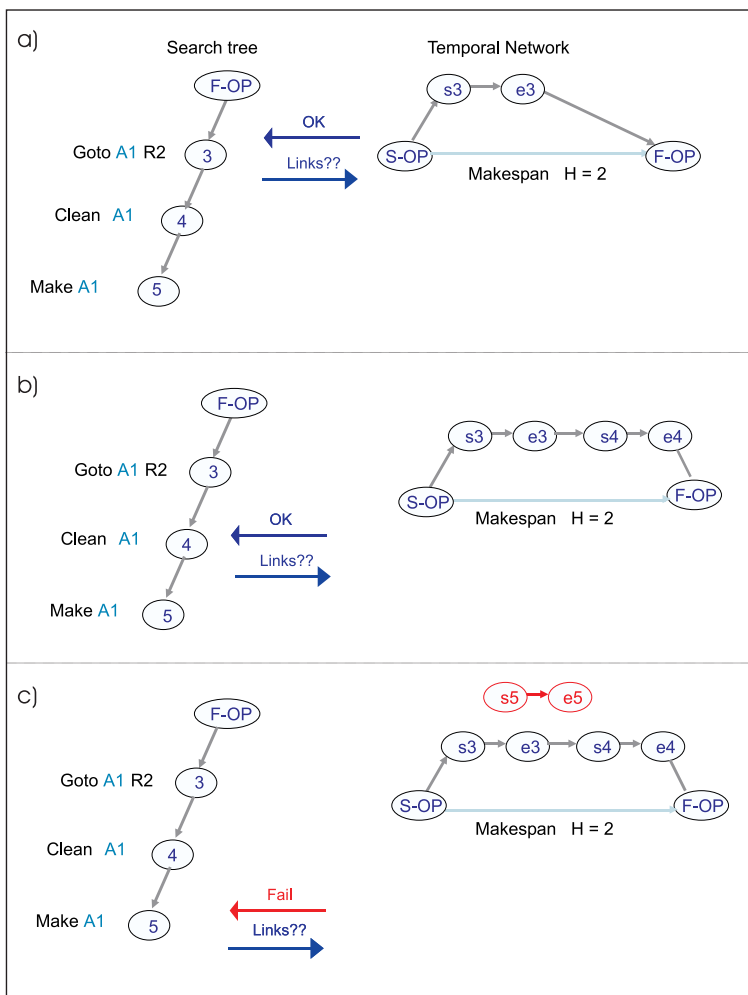 a)
Search tree
Temporal Network
F-OP
s3 e3
OK
Goto A1 R2
3
S-OP
F-OP
Links??
Makespan H = 2
Clean A1
4
Make A1
5
b)
F-OP
s3 e3 s4 e4
Goto A1 R2
3
S-OP
F-OP
OK
Makespan H = 2
Clean A1
4
Links??
Make A1
5
c)
s5 e5
F-OP
s3 e3 s4 e4
Goto A1 R2
3
S-OP
F-OP
Makespan H = 2
Clean A1
4
Fail
Make A1
5
Links??